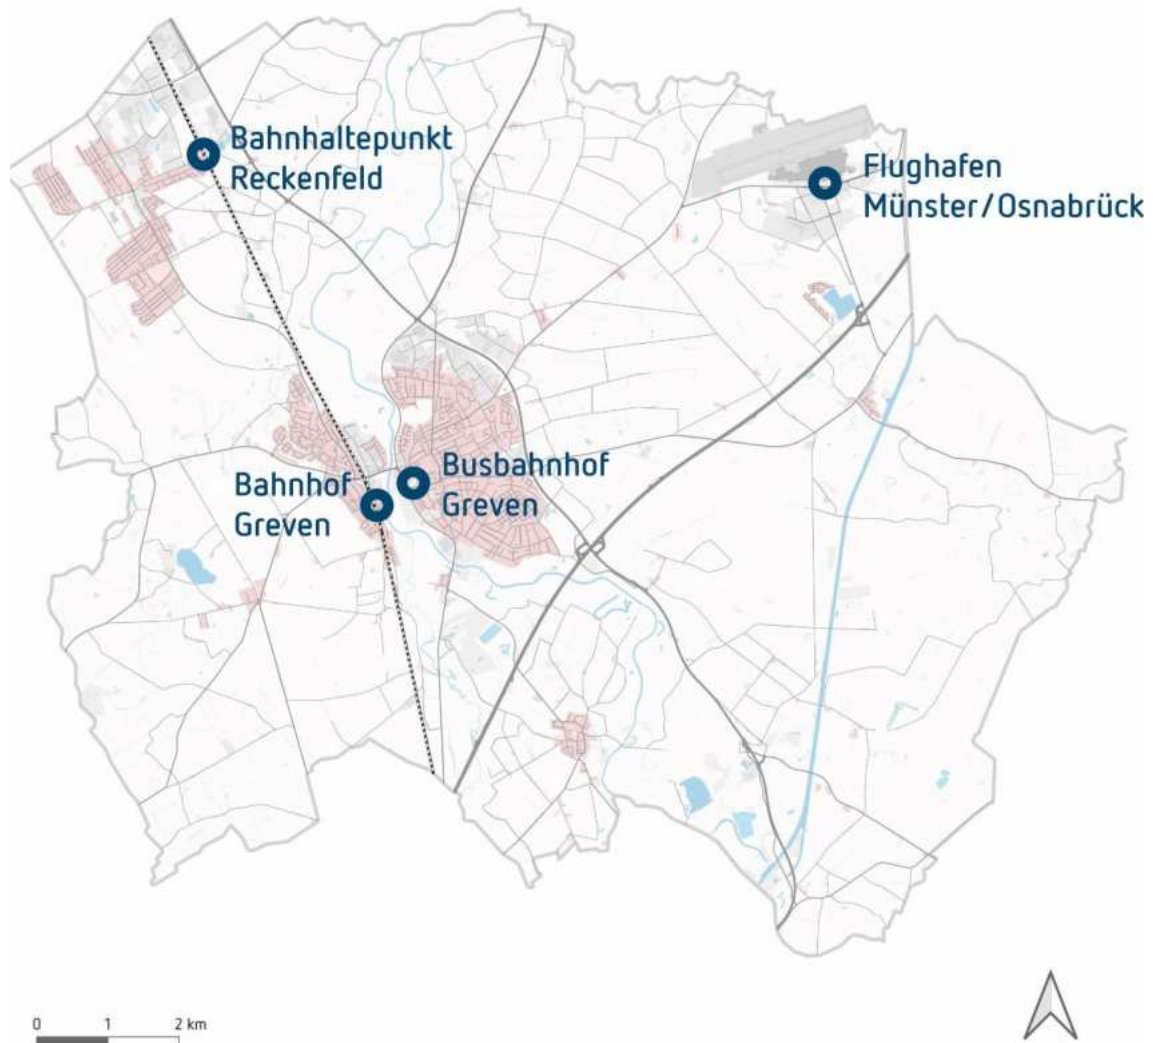 Bahnhaltepunkt
Reckenfeld
Flughafen
Münster/Osnabrück
Busbahnhof
Greven
Bahnhof
Greven
0 1 2 km